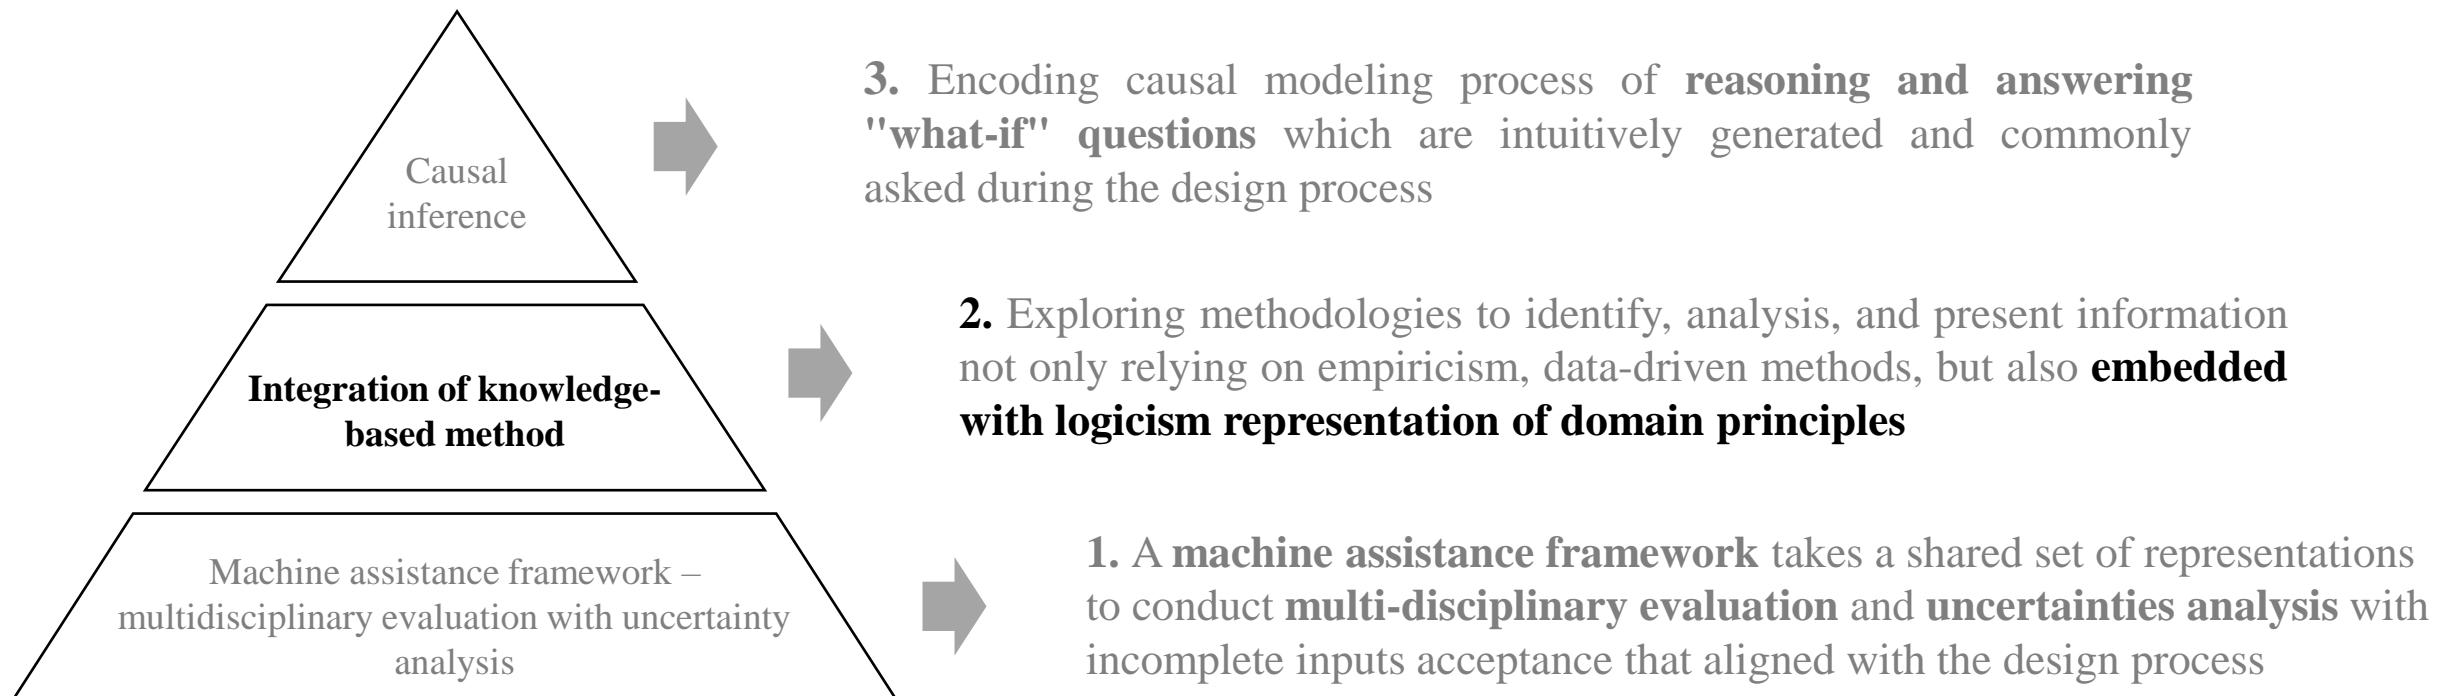 Causal
inference
3. Encoding causal modeling process of reasoning and answering
"what-if" questions which are intuitively generated and commonly
asked during the design process
Integration of knowledge-
based method
2. Exploring methodologies to identify, analysis, and present information
not only relying on empiricism, data-driven methods, but also embedded
with logicism representation of domain principles
Machine assistance framework –
multidisciplinary evaluation with uncertainty
analysis
1. A machine assistance framework takes a shared set of representations
to conduct multi-disciplinary evaluation and uncertainties analysis with
incomplete inputs acceptance that aligned with the design process